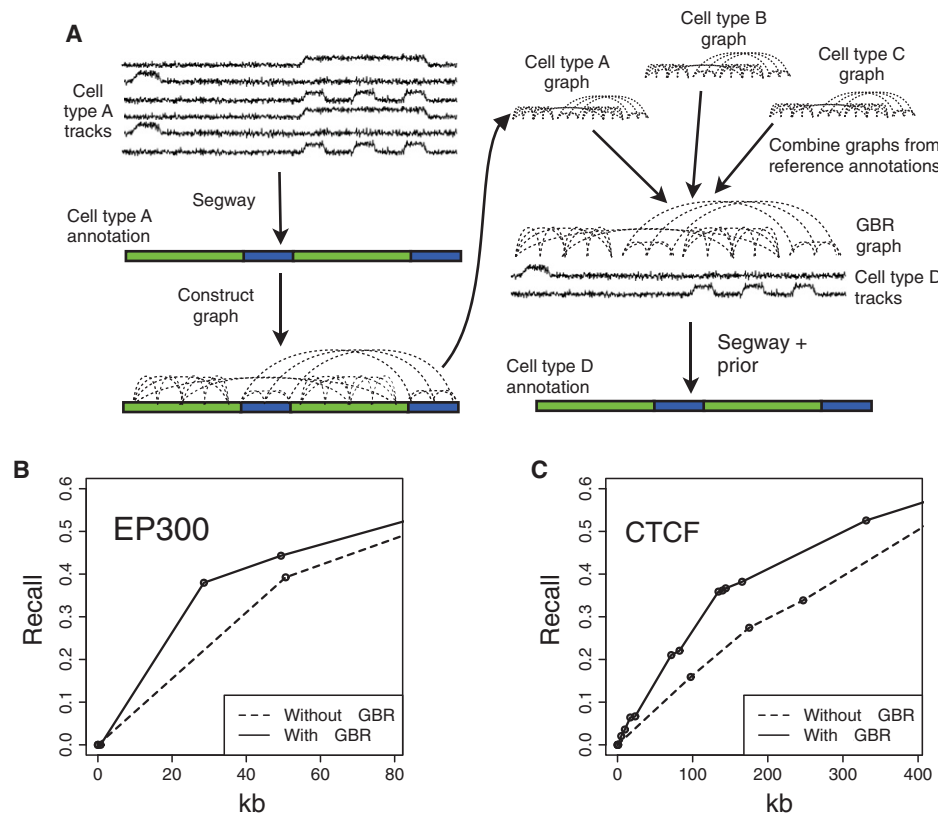 A
Cell
type A
tracks
Segway
Cell type A
annotation
Construct
graph
Cell type A
graph
Cell type B
graph
Cell type C
graph
Combine graphs from
reference annotations
GBR
graph
Cell type D
tracks
Segway +
prior
Cell type D
annotation
B
EP300
Recall
0.0
0.1
0.2
0.3
0.4
0.5
0.6
0
20
40
60
80
kb
Without GBR
With GBR
C
CTCF
Recall
0.0
0.1
0.2
0.3
0.4
0.5
0.6
0
100
200
300
400
kb
Without GBR
With GBR